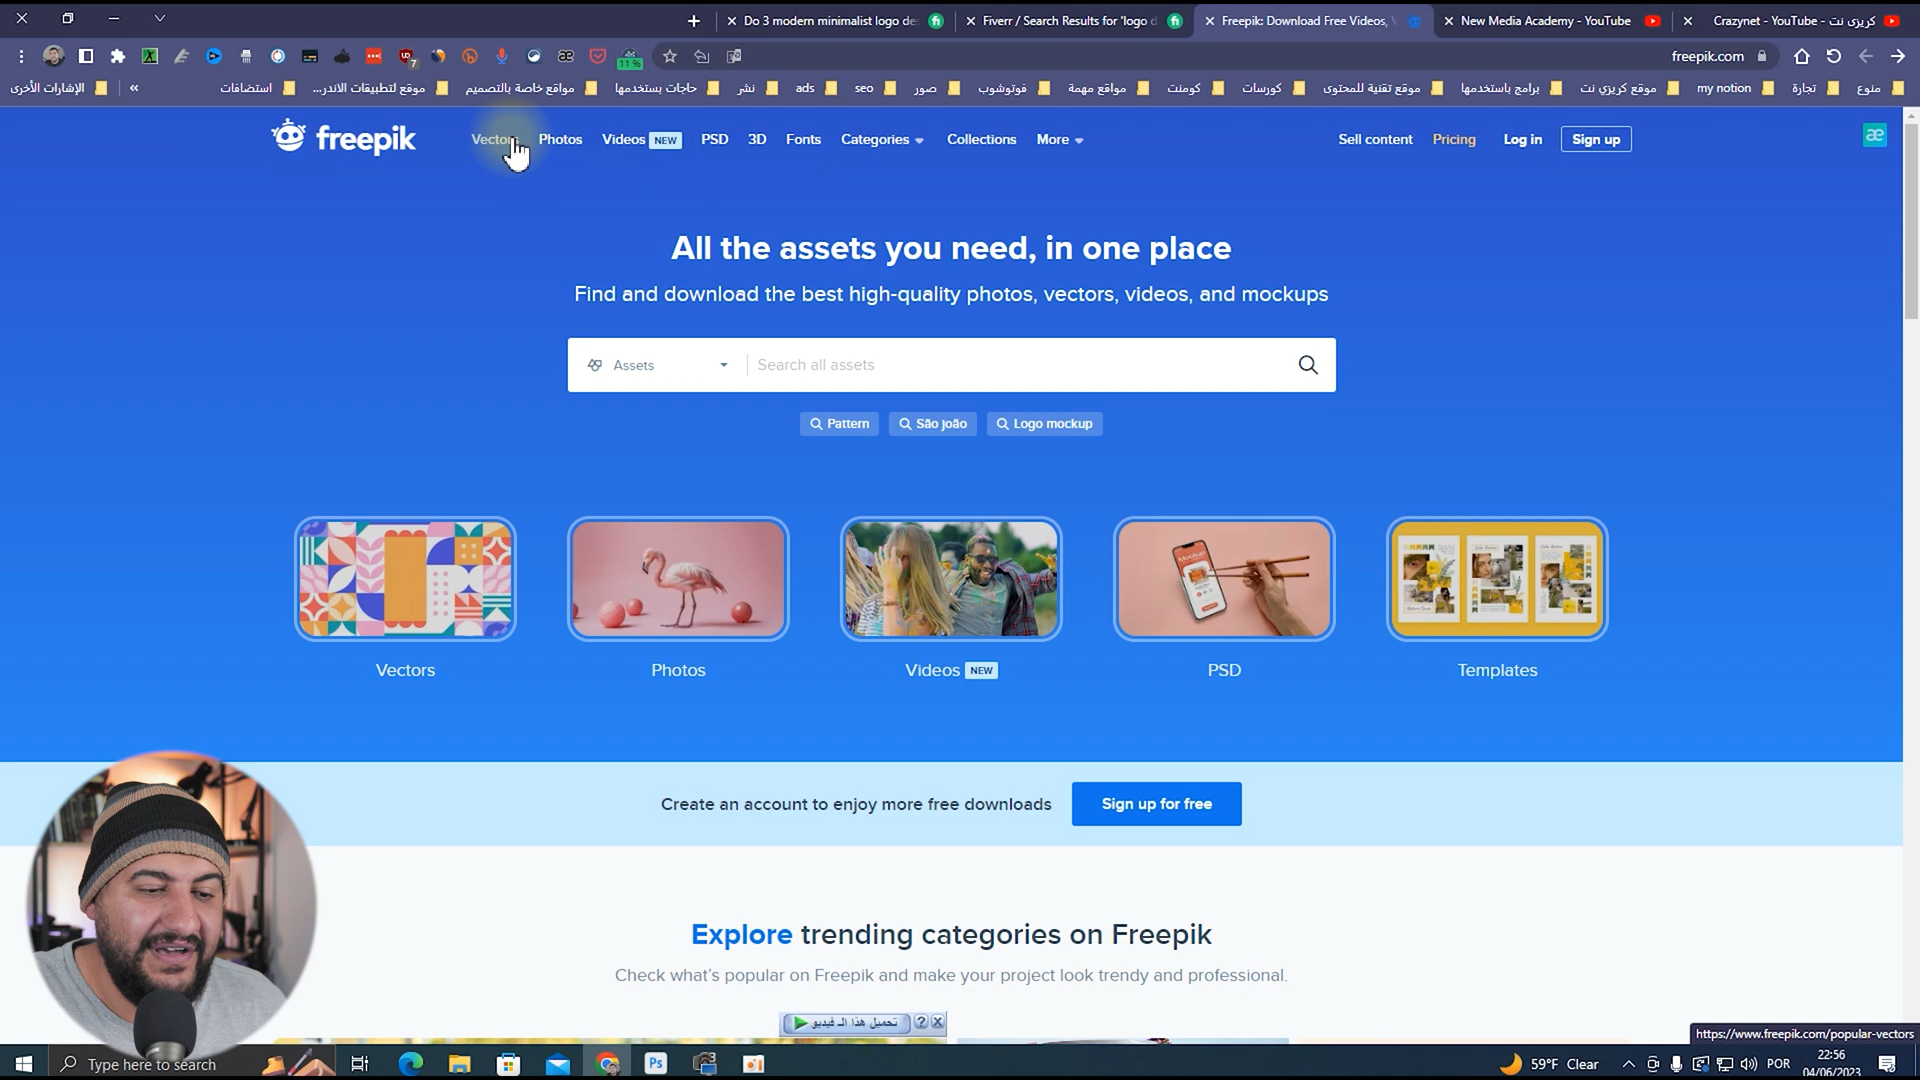 Do 3 modern minimalist logo de
Fiverr / Search Results for 'logo d
Freepik: Download Free Videos, V
New Media Academy - YouTube
Crazynet - YouTube - كريزى نت
freepik.com
11 %
7
الإشارات الأخرى
«
استضافات
موقع لتطبيقات الاندر...
مواقع خاصة بالتصميم
حاجات بستخدمها
نشر
ads
seo
صور
فوتوشوب
مواقع مهمة
كومنت
كورسات
موقع تقنية للمحتوى
برامج باستخدمها
موقع كريزي نت
my notion
تجارة
منوع
freepik
Vectors Photos Videos NEW PSD 3D Fonts Categories Collections More
Sell content Pricing Log in Sign up
æ
All the assets you need, in one place
Find and download the best high-quality photos, vectors, videos, and mockups
Assets Search all assets
Pattern São joão Logo mockup
Vectors Photos Videos NEW PSD Templates
Create an account to enjoy more free downloads Sign up for free
Explore trending categories on Freepik
Check what's popular on Freepik and make your project look trendy and professional.
تحميل هذا الـ فيديو
https://www.freepik.com/popular-vectors
Type here to search
Ps
59°F Clear
POR
22:56
04/06/2023